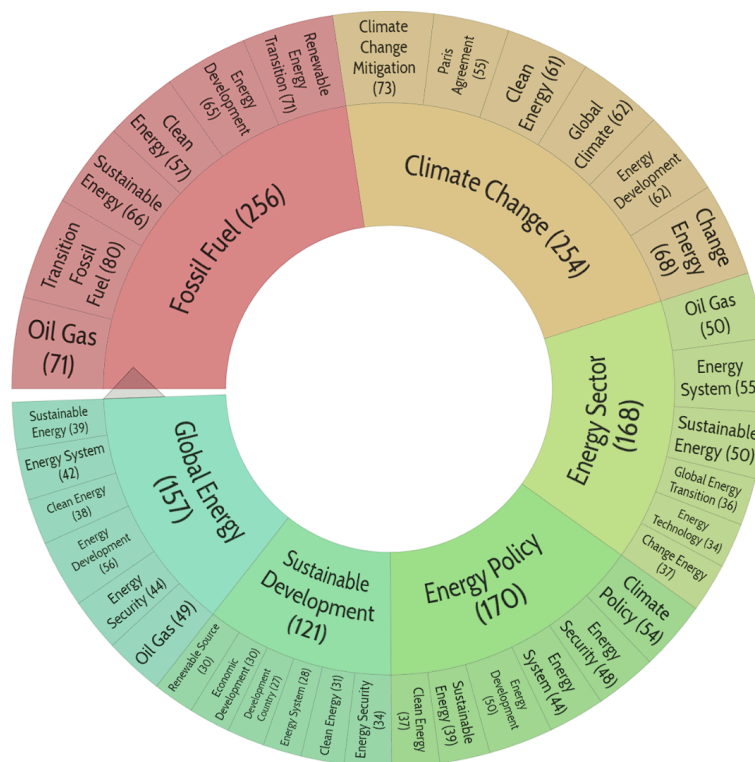 Fossil Fuel (256)
Oil Gas
(71)
Transition
Fossil
Fuel (80)
Sustainable
Energy (66)
Clean
Energy (57)
Energy
Development
(65)
Renewable
Energy
Transition (71)
Climate Change (254)
Climate
Change
Mitigation
(73)
Paris
Agreement
(55)
Clean
Energy (61)
Global
Climate (62)
Energy
Development
(62)
Change
Energy
(68)
Energy Sector
(168)
Oil Gas
(50)
Energy
System (55
Sustainable
Energy (50)
Global Energy
Transition (36)
Energy
Technology (34)
Change Energy
(37)
Energy Policy
(170)
Climate
Policy (54)
Energy
Security (48)
Energy
System (44)
Energy
Development
(50)
Sustainable
Energy (39)
Clean Energy
(37)
Sustainable
Development
(121)
Energy Security
(34)
Clean Energy (31)
Energy System (28)
Development
Country (27)
Economic
Development (30)
Renewable Source
(30)
Global Energy
(157)
Oil Gas (49)
Energy
Security (44)
Energy
Development
(56)
Clean Energy
(38)
Energy System
(42)
Sustainable
Energy (39)